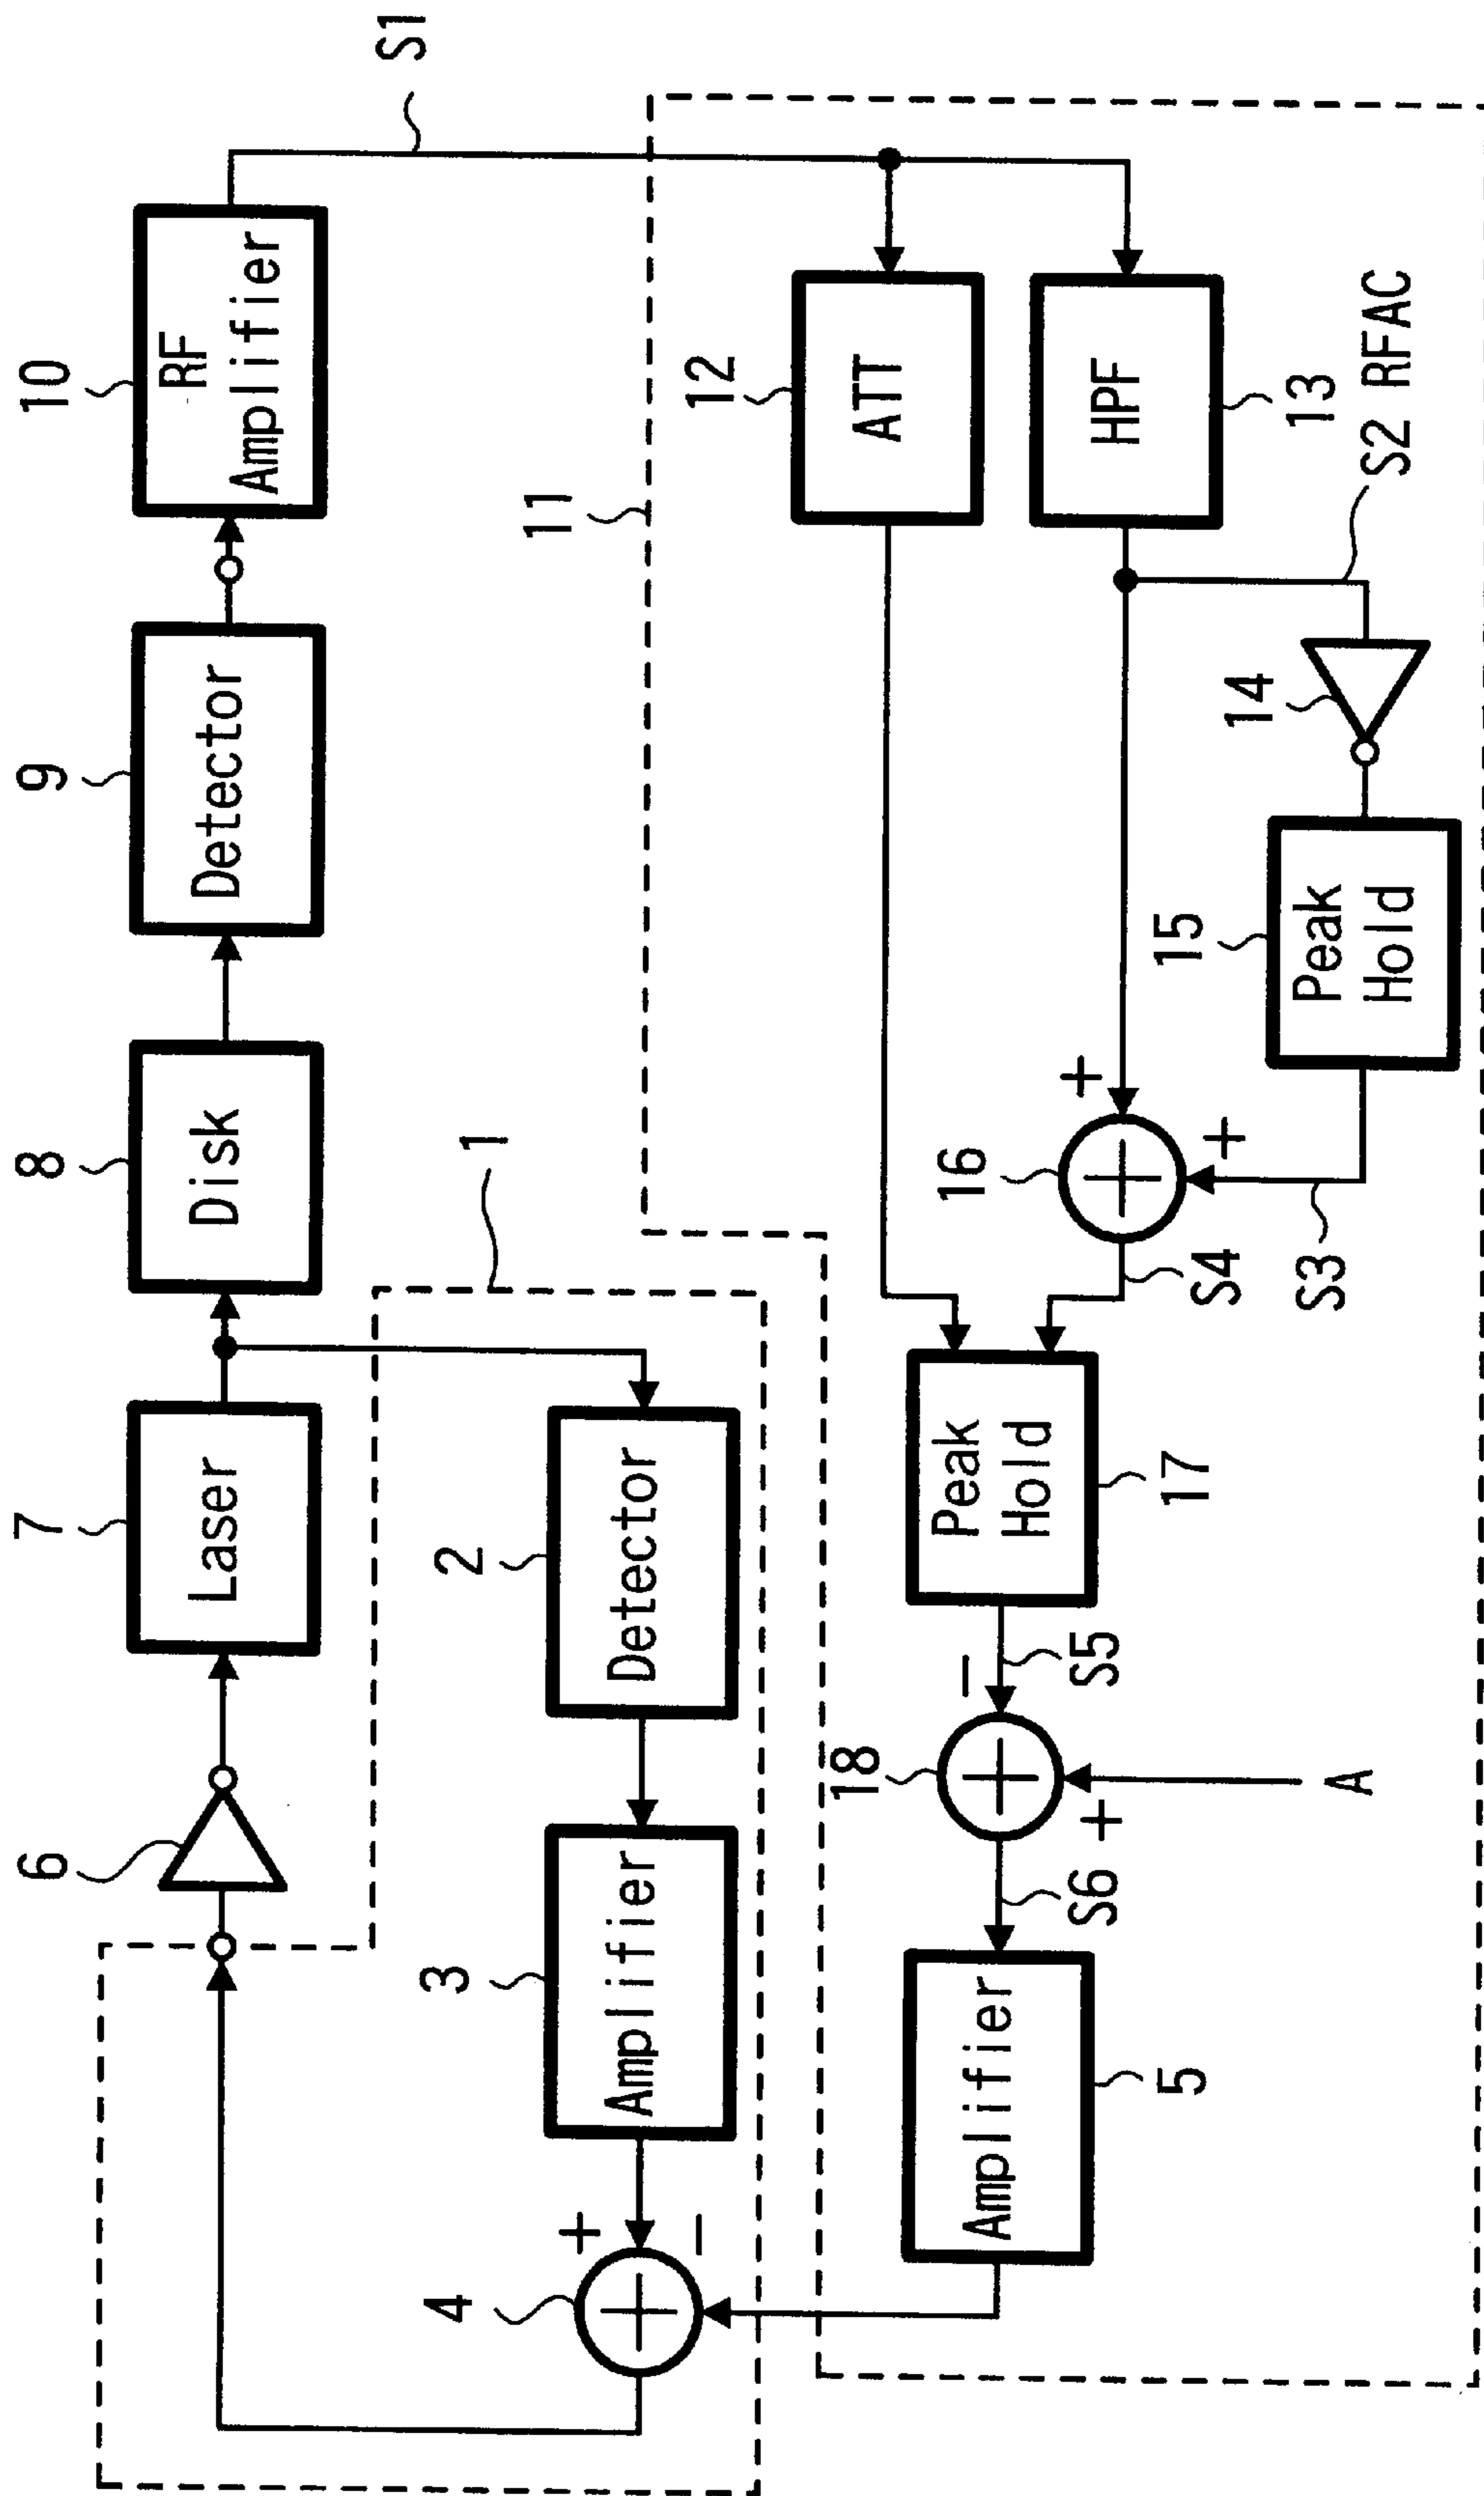 6
7
8
9
10
Laser
Disk
Detector
RF
Amplifier
S1
1
11
4
3
2
+
−
Amplifier
Detector
12
ATT
HPF
13
S2 RFAC
18
−
16
+
+
14
15
Amplifier
5
S6
+
A
S5
Peak
Hold
17
S4
S3
Peak
Hold